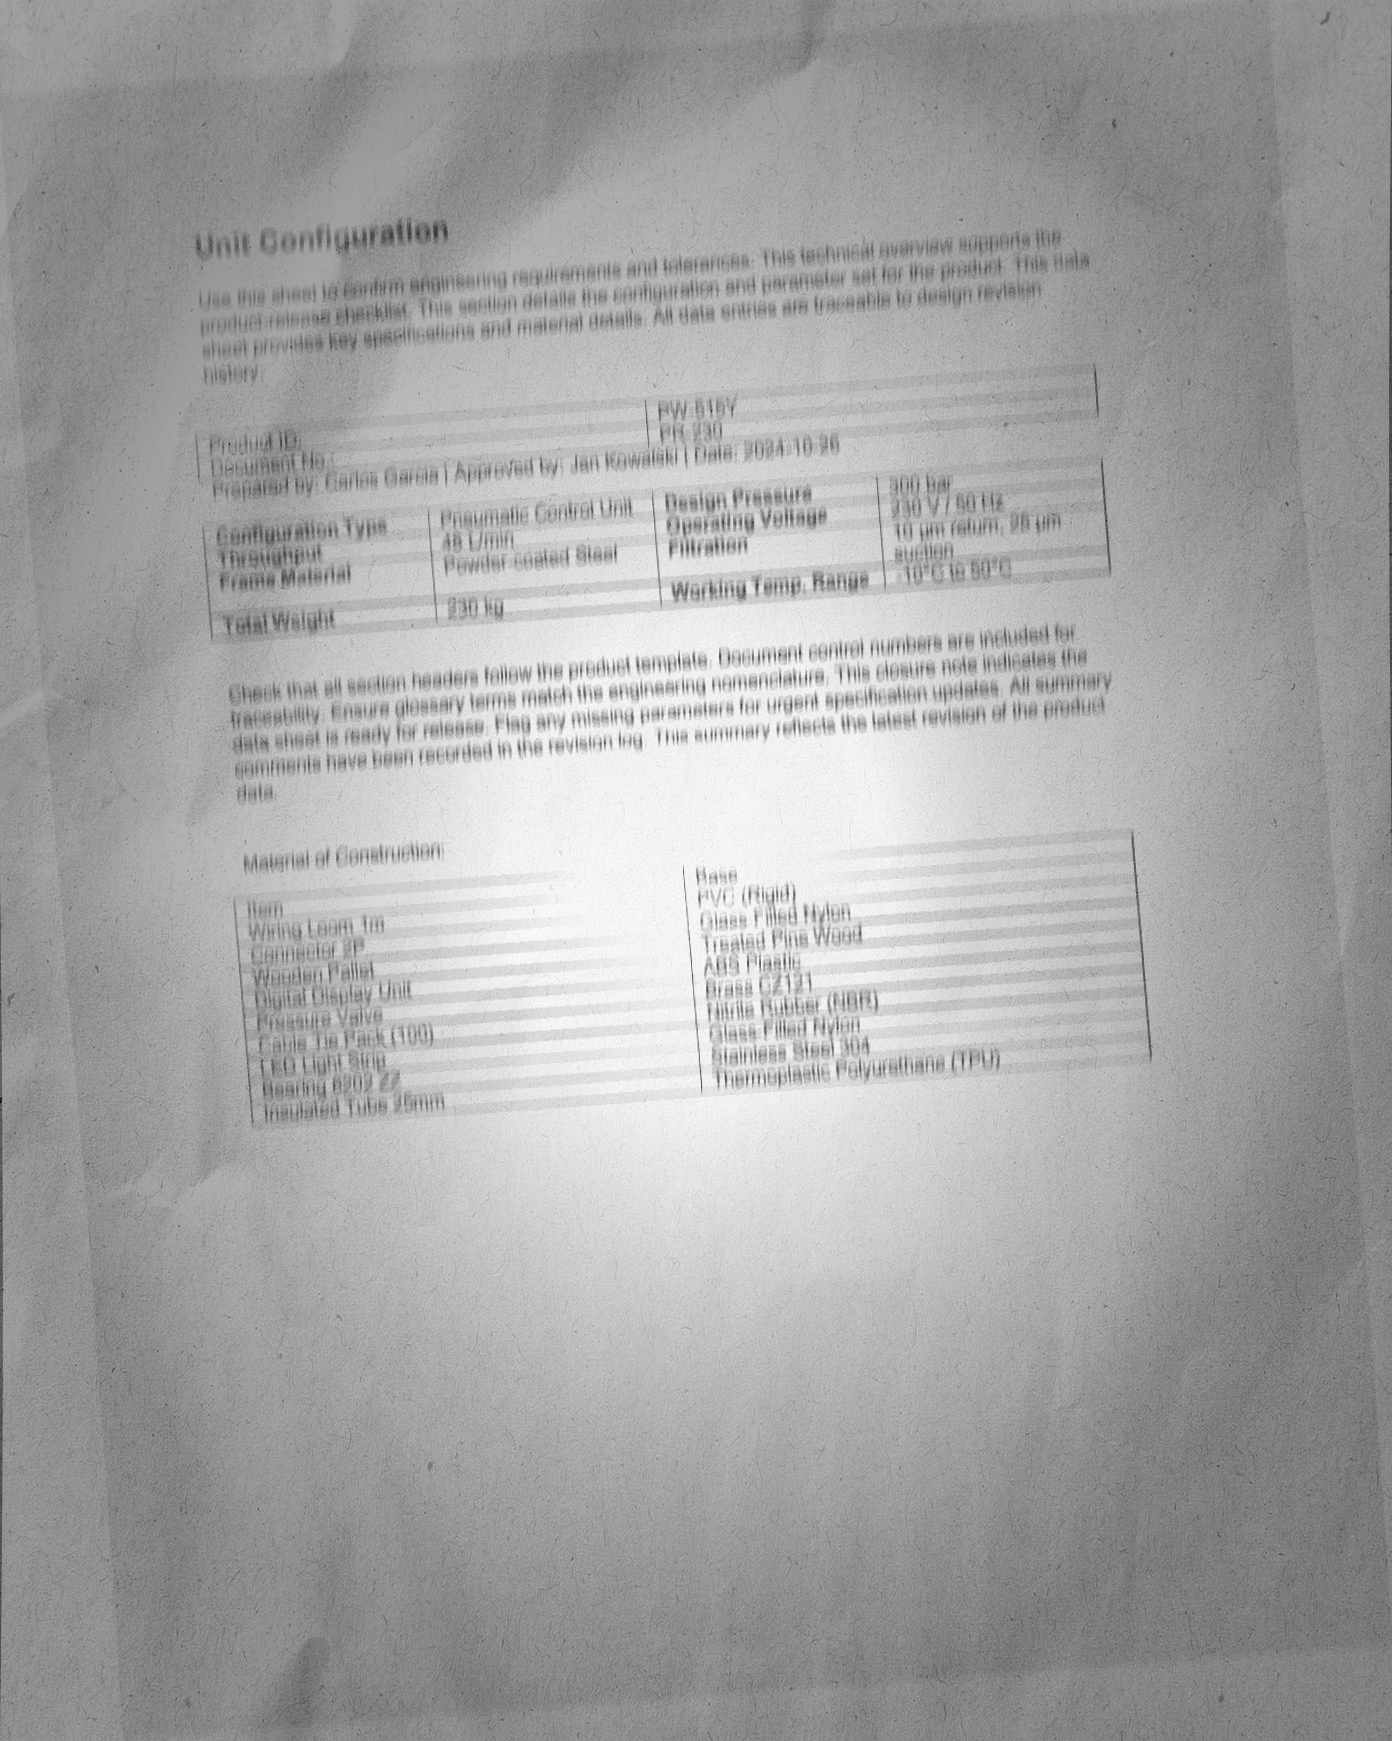 Unit Configuration
Use this sheet to confirm engineering requirements and tolerances. This technical overview supports the
product release checklist. This section details the configuration and parameter set for the product. This data
sheet provides key specifications and material details. All data entries are traceable to design revision
history.
Product ID:
Document No.:
PR-230
Prepared by: Carlos Garcia | Approved by: Jan Kowalski | Date: 2024-10-26
Configuration Type Pneumatic Control Unit Design Pressure 300 bar
Throughput 48 L/min Operating Voltage 230 V / 50 Hz
Frame Material Powder-coated Steel Filtration 10 µm return, 25 µm
suction
Total Weight 230 kg Working Temp. Range -10°C to 50°C
Check that all section headers follow the product template. Document control numbers are included for
traceability. Ensure glossary terms match the engineering nomenclature. This closure note indicates the
data sheet is ready for release. Flag any missing parameters for urgent specification updates. All summary
comments have been recorded in the revision log. This summary reflects the latest revision of the product
data.
Material of Construction:
Item Base
Wiring Loom 1m PVC (Rigid)
Connector 2P Glass Filled Nylon
Wooden Pallet Treated Pine Wood
Digital Display Unit ABS Plastic
Pressure Valve Brass CZ121
Cable Tie Pack (100) Nitrile Rubber (NBR)
LED Light Strip Glass Filled Nylon
Bearing 6202 ZZ Stainless Steel 304
Insulated Tube 25mm Thermoplastic Polyurethane (TPU)